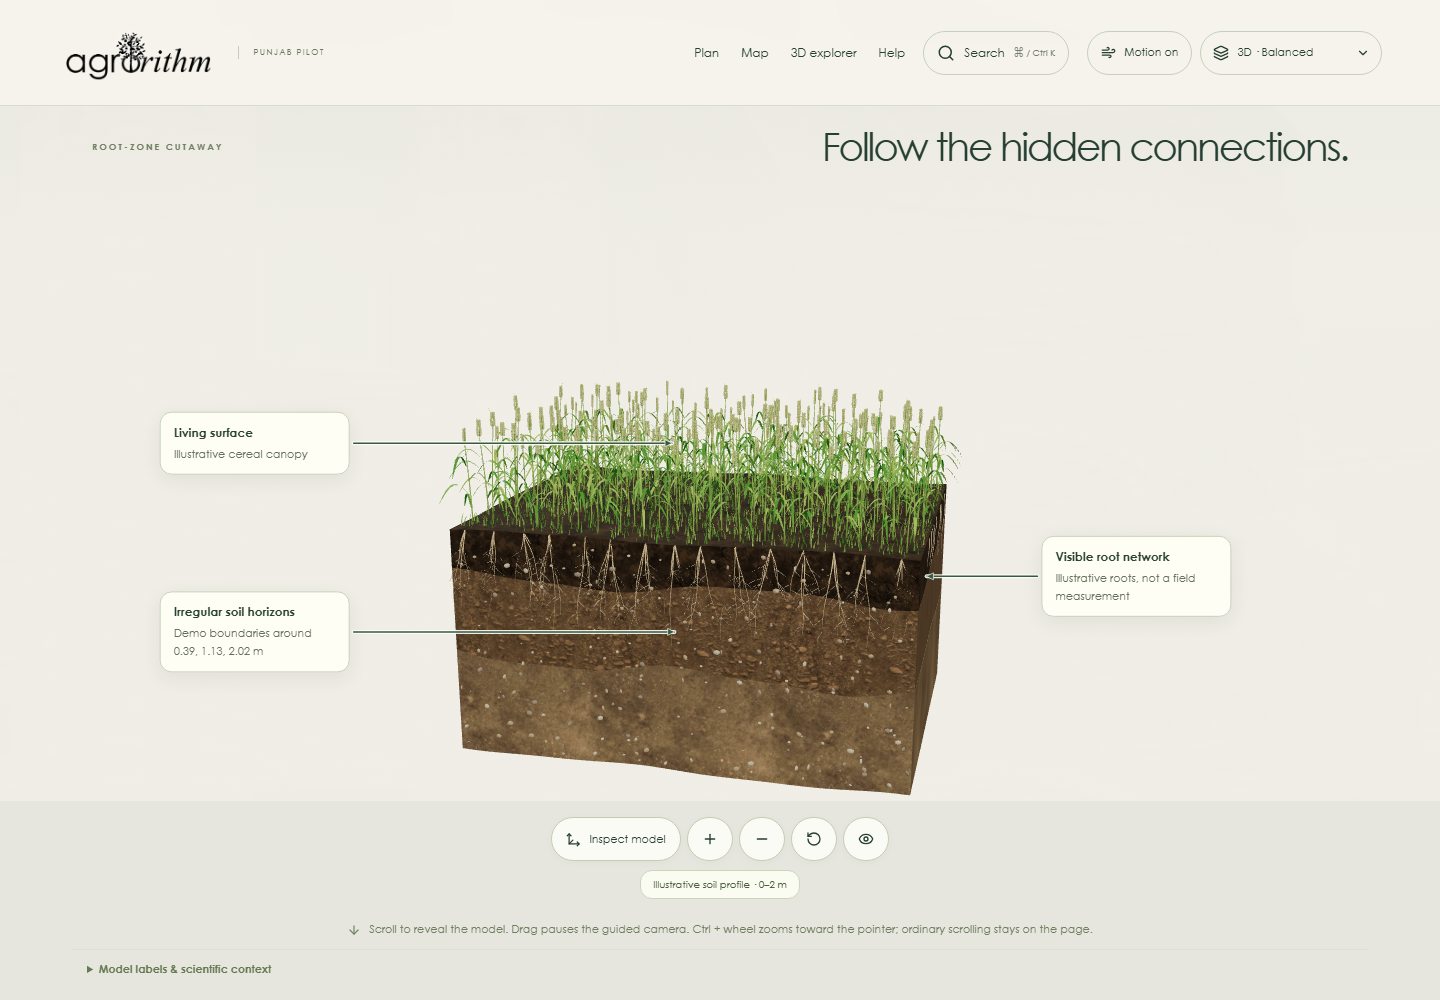 agrorithm
PUNJAB PILOT
Plan
Map
3D explorer
Help
Search ⌘ / Ctrl K
Motion on
3D · Balanced
ROOT-ZONE CUTAWAY
Follow the hidden connections.
Living surface
Illustrative cereal canopy
Visible root network
Illustrative roots, not a field
measurement
Irregular soil horizons
Demo boundaries around
0.39, 1.13, 2.02 m
Inspect model
Illustrative soil profile · 0–2 m
Scroll to reveal the model. Drag pauses the guided camera. Ctrl + wheel zooms toward the pointer; ordinary scrolling stays on the page.
Model labels & scientific context